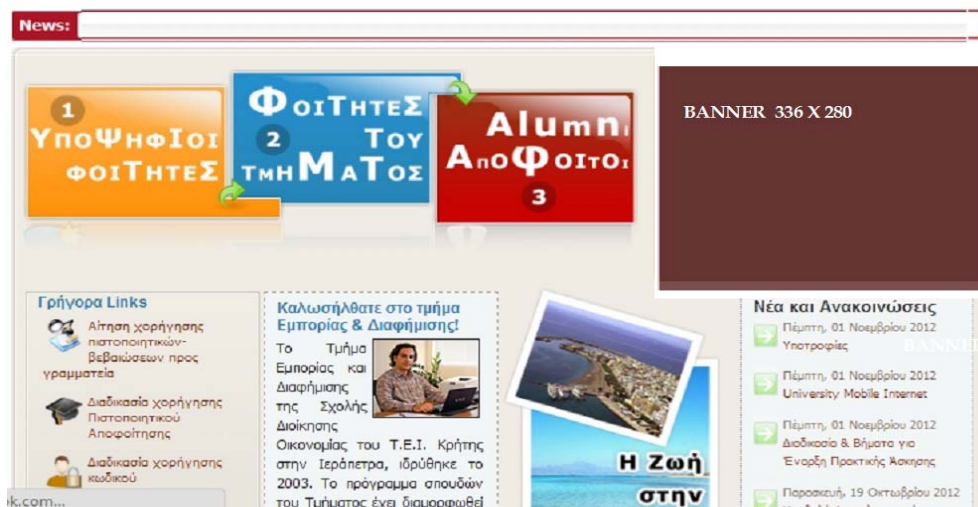 News:
1
ΥποΨηφΙοι
φοιΤητεΣ
ΦοιΤητεΣ
2 Του
τμηΜαΤος
Alumni
ΑποΦοιτοι
3
BANNER 336 X 280
Γρήγορα Links
Αίτηση χορήγησης
πιστοποιητικών-
βεβαιώσεων προς
γραμματεία
Διαδικασία χορήγησης
Πιστοποιητικού
Αποφοίτησης
Διαδικασία χορήγησης
κωδικού
ok.com...
Καλωσήλθατε στο τμήμα
Εμπορίας & Διαφήμισης!
Το Τμήμα
Εμπορίας και
Διαφήμισης
της Σχολής
Διοίκησης
Οικονομίας του Τ.Ε.Ι. Κρήτης
στην Ιεράπετρα, ιδρύθηκε το
2003. Το πρόγραμμα σπουδών
του Τμήματος έχει διαμορφωθεί
Η Ζωή
στην
Νέα και Ανακοινώσεις
Πέμπτη, 01 Νοεμβρίου 2012
Υποτροφίες
BANNER
Πέμπτη, 01 Νοεμβρίου 2012
University Mobile Internet
Πέμπτη, 01 Νοεμβρίου 2012
Διαδικασία & Βήματα για
Έναρξη Πρακτικής Άσκησης
Παρασκευή, 19 Οκτωβρίου 2012